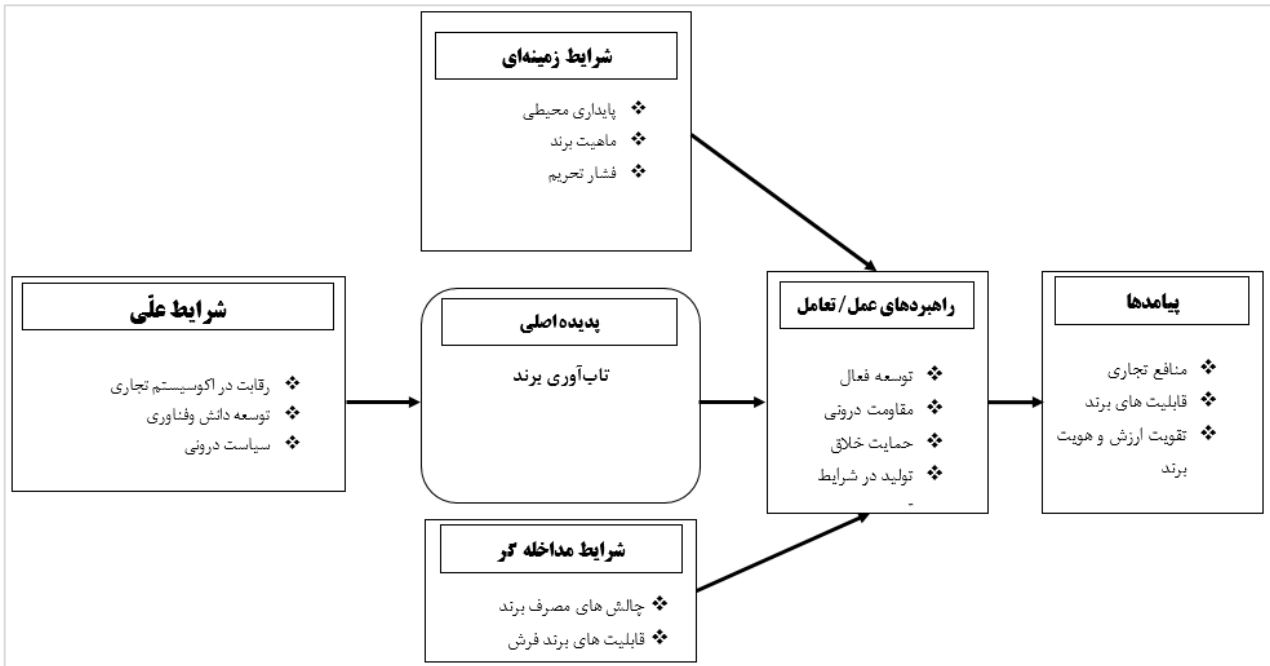 شرایط زمینه‌ای
پایداری محیطی
ماهیت برند
فشار تحریم
شرایط علّی
رقابت در اکوسیستم تجاری
توسعه دانش وفناوری
سیاست درونی
پدیده اصلی
تاب‌آوری برند
راهبردهای عمل/ تعامل
توسعه فعال
مقاومت درونی
حمایت خلاق
تولید در شرایط
پیامدها
منافع تجاری
قابلیت های برند
تقویت ارزش و هویت
برند
شرایط مداخله گر
چالش های مصرف برند
قابلیت های برند فرش